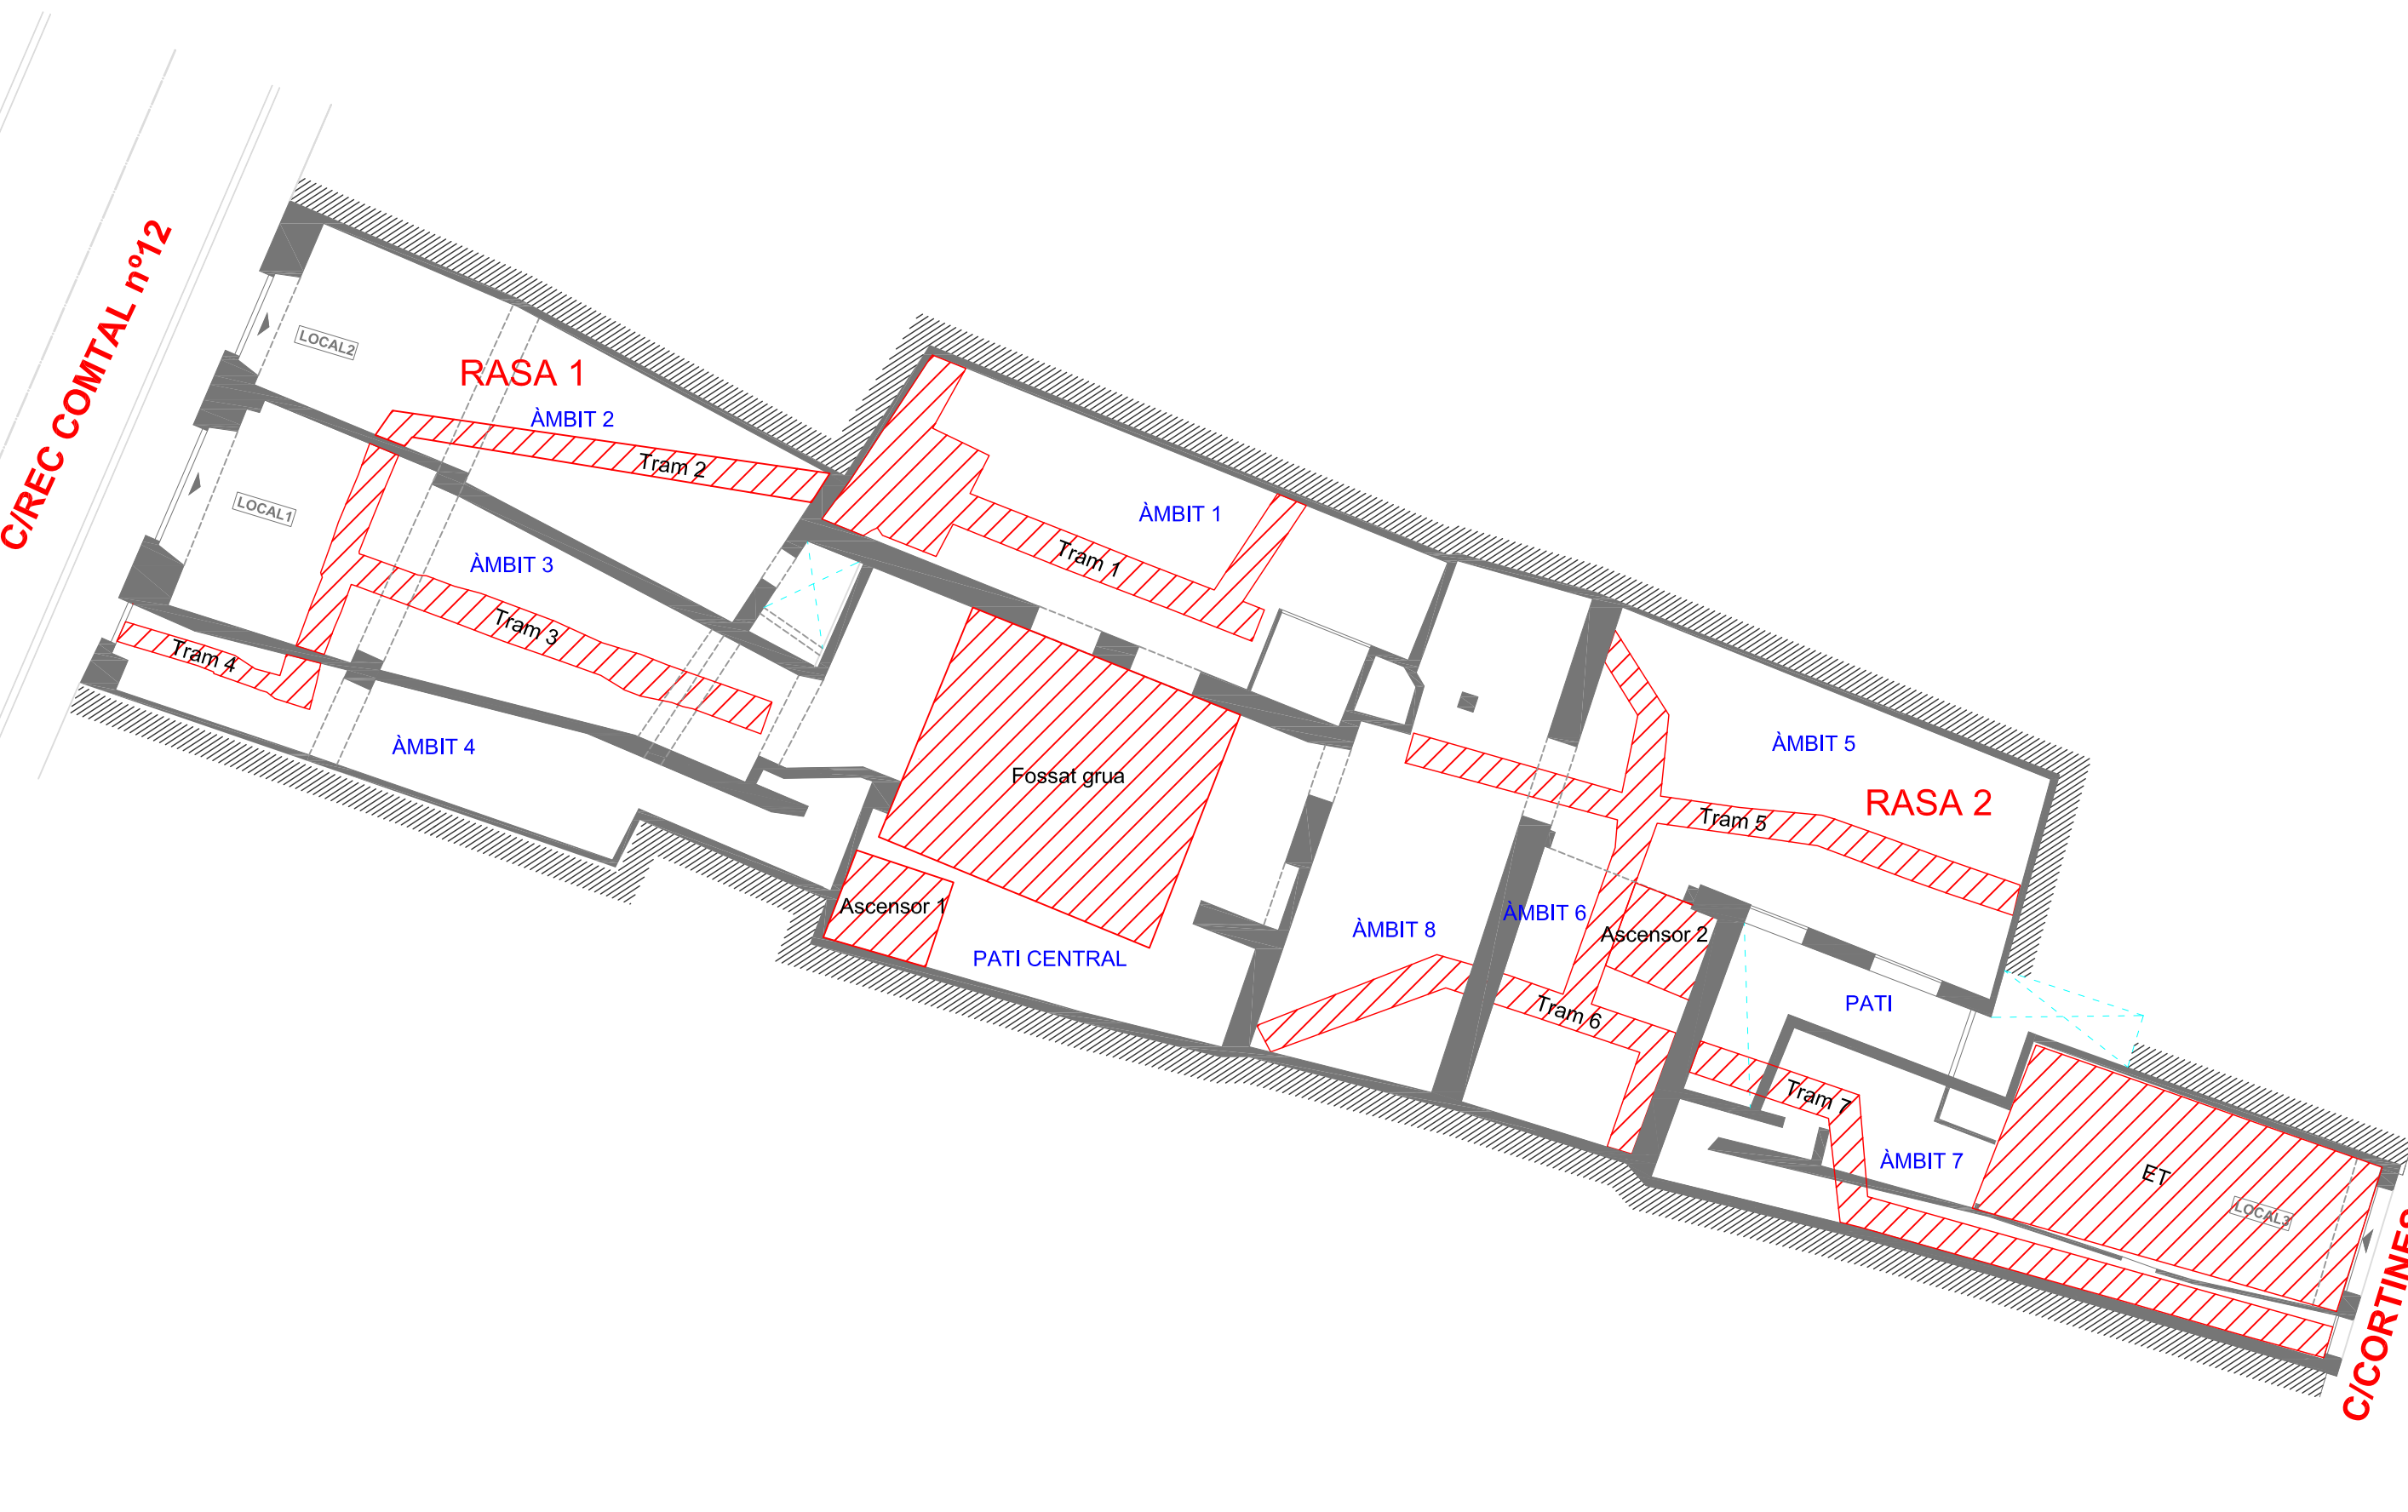 C/REC COMTAL nº12
LOCAL2
RASA 1
ÀMBIT 2
Tram 2
LOCAL1
ÀMBIT 3
Tram 3
Tram 4
ÀMBIT 4
ÀMBIT 1
Tram 1
Fossat grua
Ascensor 1
PATI CENTRAL
ÀMBIT 8
ÀMBIT 5
RASA 2
Tram 5
ÀMBIT 6
Ascensor 2
Tram 6
PATI
Tram 7
ÀMBIT 7
ET
LOCAL3
C/CORTINES